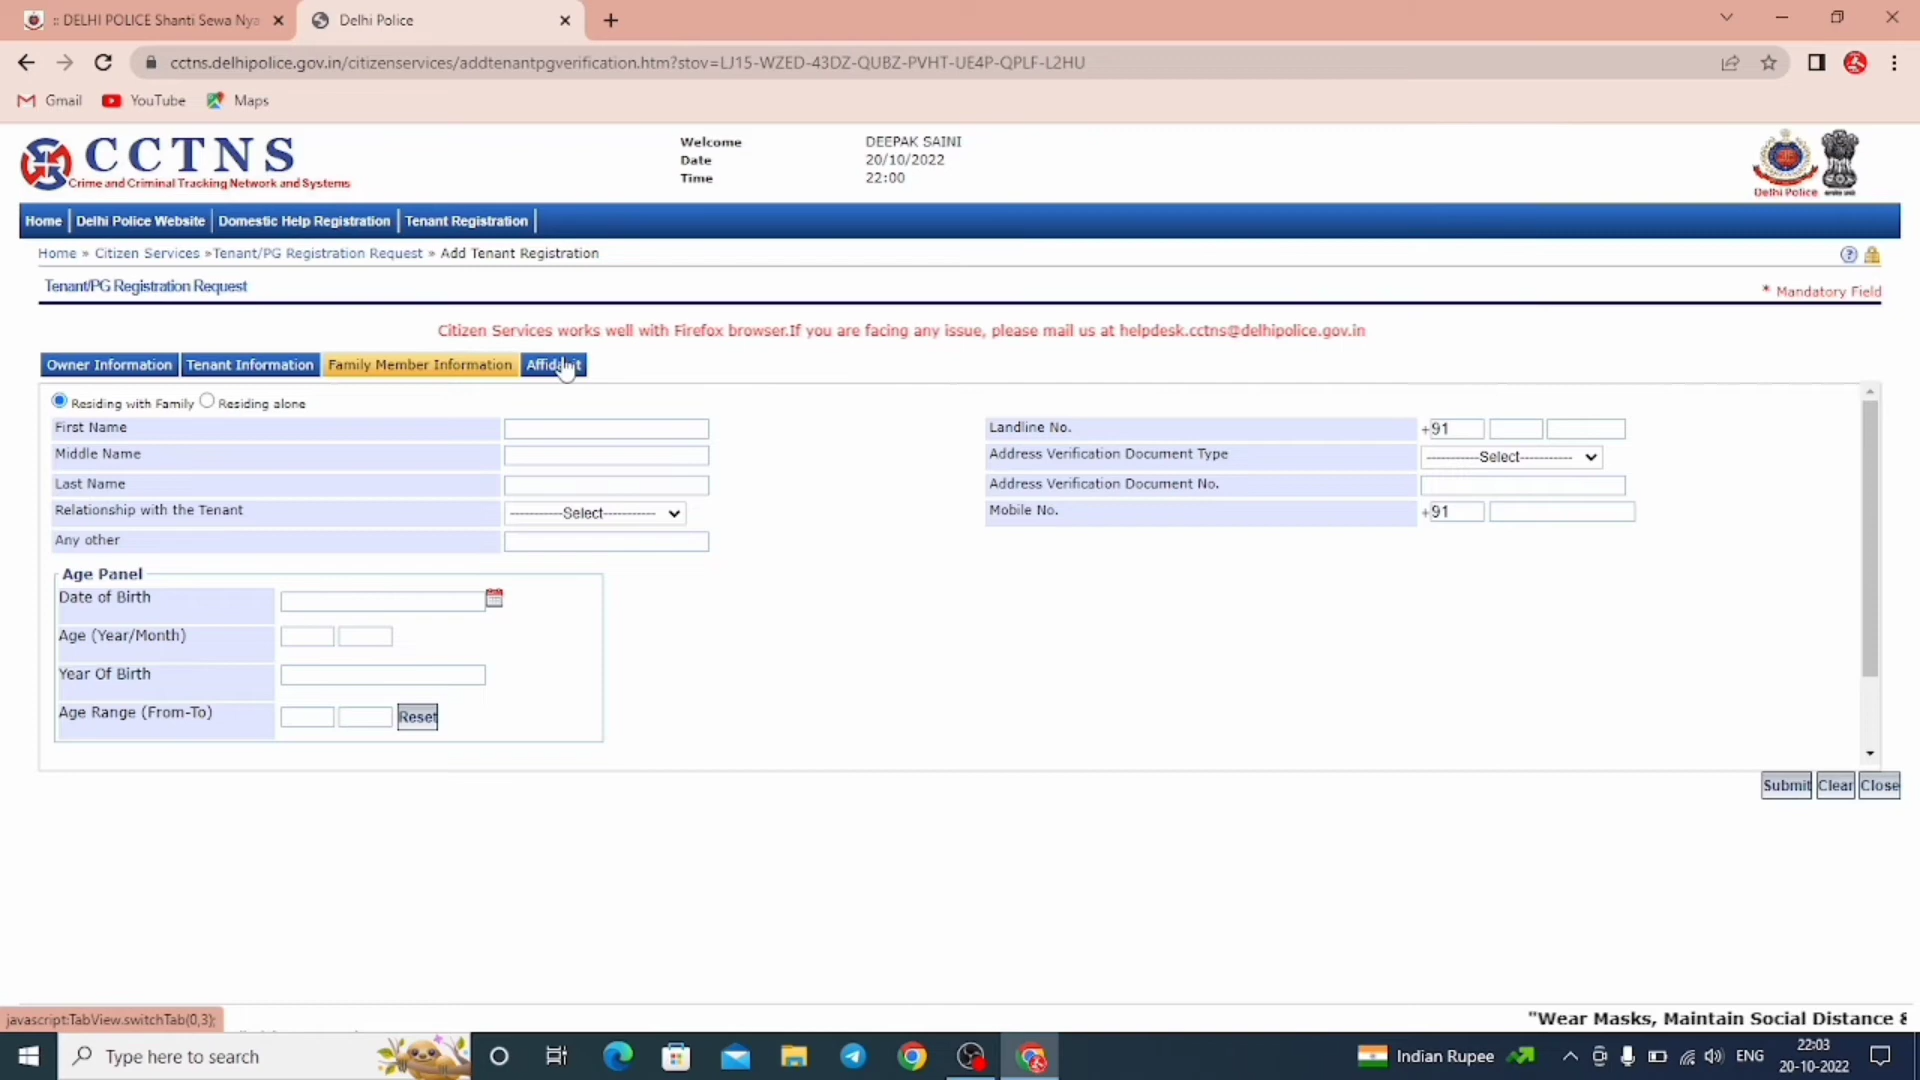 :: DELHI POLICE Shanti Sewa Nya
Delhi Police
cctns.delhipolice.gov.in/citizenservices/addtenantpgverification.htm?stov=LJ15-WZED-43DZ-QUBZ-PVHT-UE4P-QPLF-L2HU
Gmail YouTube Maps
CCTNS
Crime and Criminal Tracking Network and Systems
Welcome DEEPAK SAINI
Date 20/10/2022
Time 22:00
Delhi Police
Home Delhi Police Website Domestic Help Registration Tenant Registration
Home » Citizen Services »Tenant/PG Registration Request » Add Tenant Registration
Tenant/PG Registration Request
* Mandatory Field
Citizen Services works well with Firefox browser.If you are facing any issue, please mail us at helpdesk.cctns@delhipolice.gov.in
Owner Information Tenant Information Family Member Information Affidavit
Residing with Family Residing alone
First Name
Landline No. +91
Middle Name
Address Verification Document Type -----------Select-----------
Last Name
Address Verification Document No.
Relationship with the Tenant -----------Select-----------
Mobile No. +91
Any other
Age Panel
Date of Birth
Age (Year/Month)
Year Of Birth
Age Range (From-To) Reset
Submit Clear Close
javascript:TabView.switchTab(0,3);
"Wear Masks, Maintain Social Distance &
Type here to search
Indian Rupee
ENG
22:03
20-10-2022